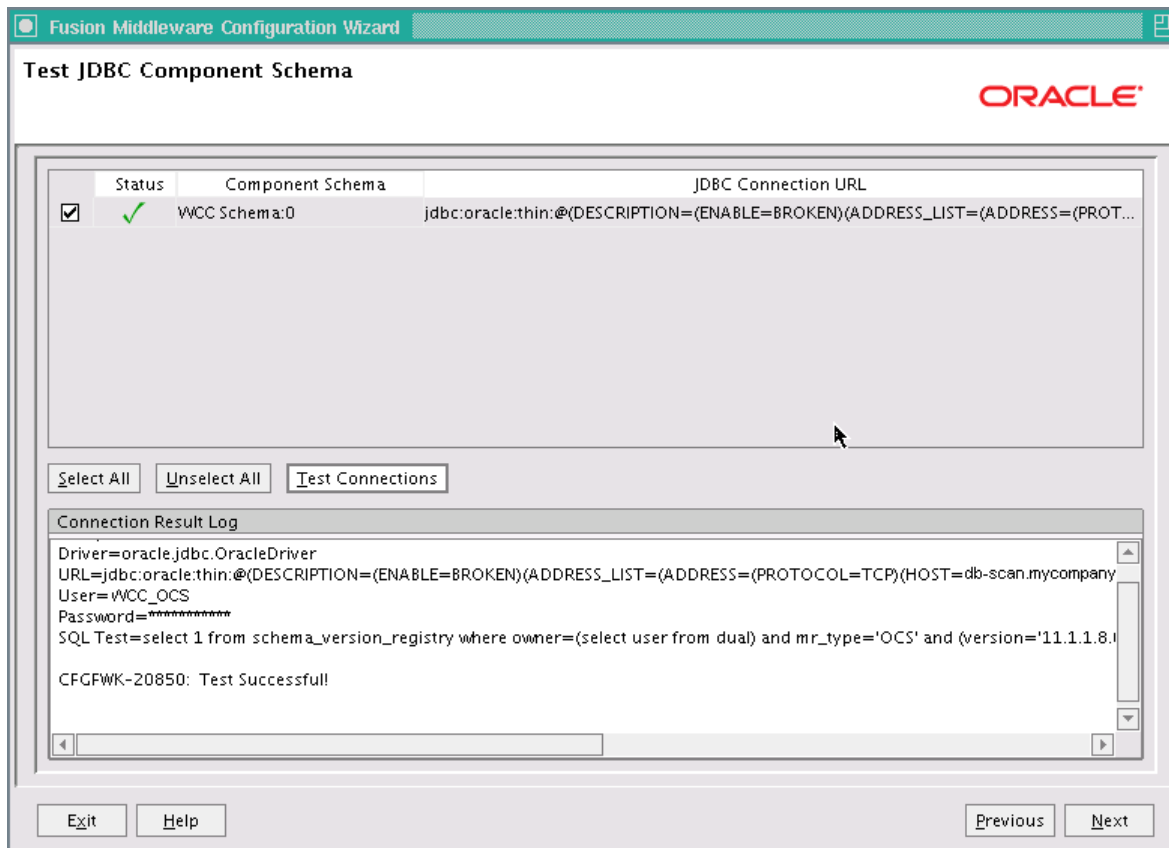 Fusion Middleware Configuration Wizard
Test JDBC Component Schema
ORACLE
Status Component Schema JDBC Connection URL
WCC Schema:0 jdbc:oracle:thin:@(DESCRIPTION=(ENABLE=BROKEN)(ADDRESS_LIST=(ADDRESS=(PROT...
Select All Unselect All Test Connections
Connection Result Log
Driver=oracle.jdbc.OracleDriver
URL=jdbc:oracle:thin:@(DESCRIPTION=(ENABLE=BROKEN)(ADDRESS_LIST=(ADDRESS=(PROTOCOL=TCP)(HOST=db-scan.mycompany
User=WCC_OCS
Password=***********
SQL Test=select 1 from schema_version_registry where owner=(select user from dual) and mr_type='OCS' and (version='11.1.1.8.
CFGFWK-20850: Test Successful!
Exit Help Previous Next